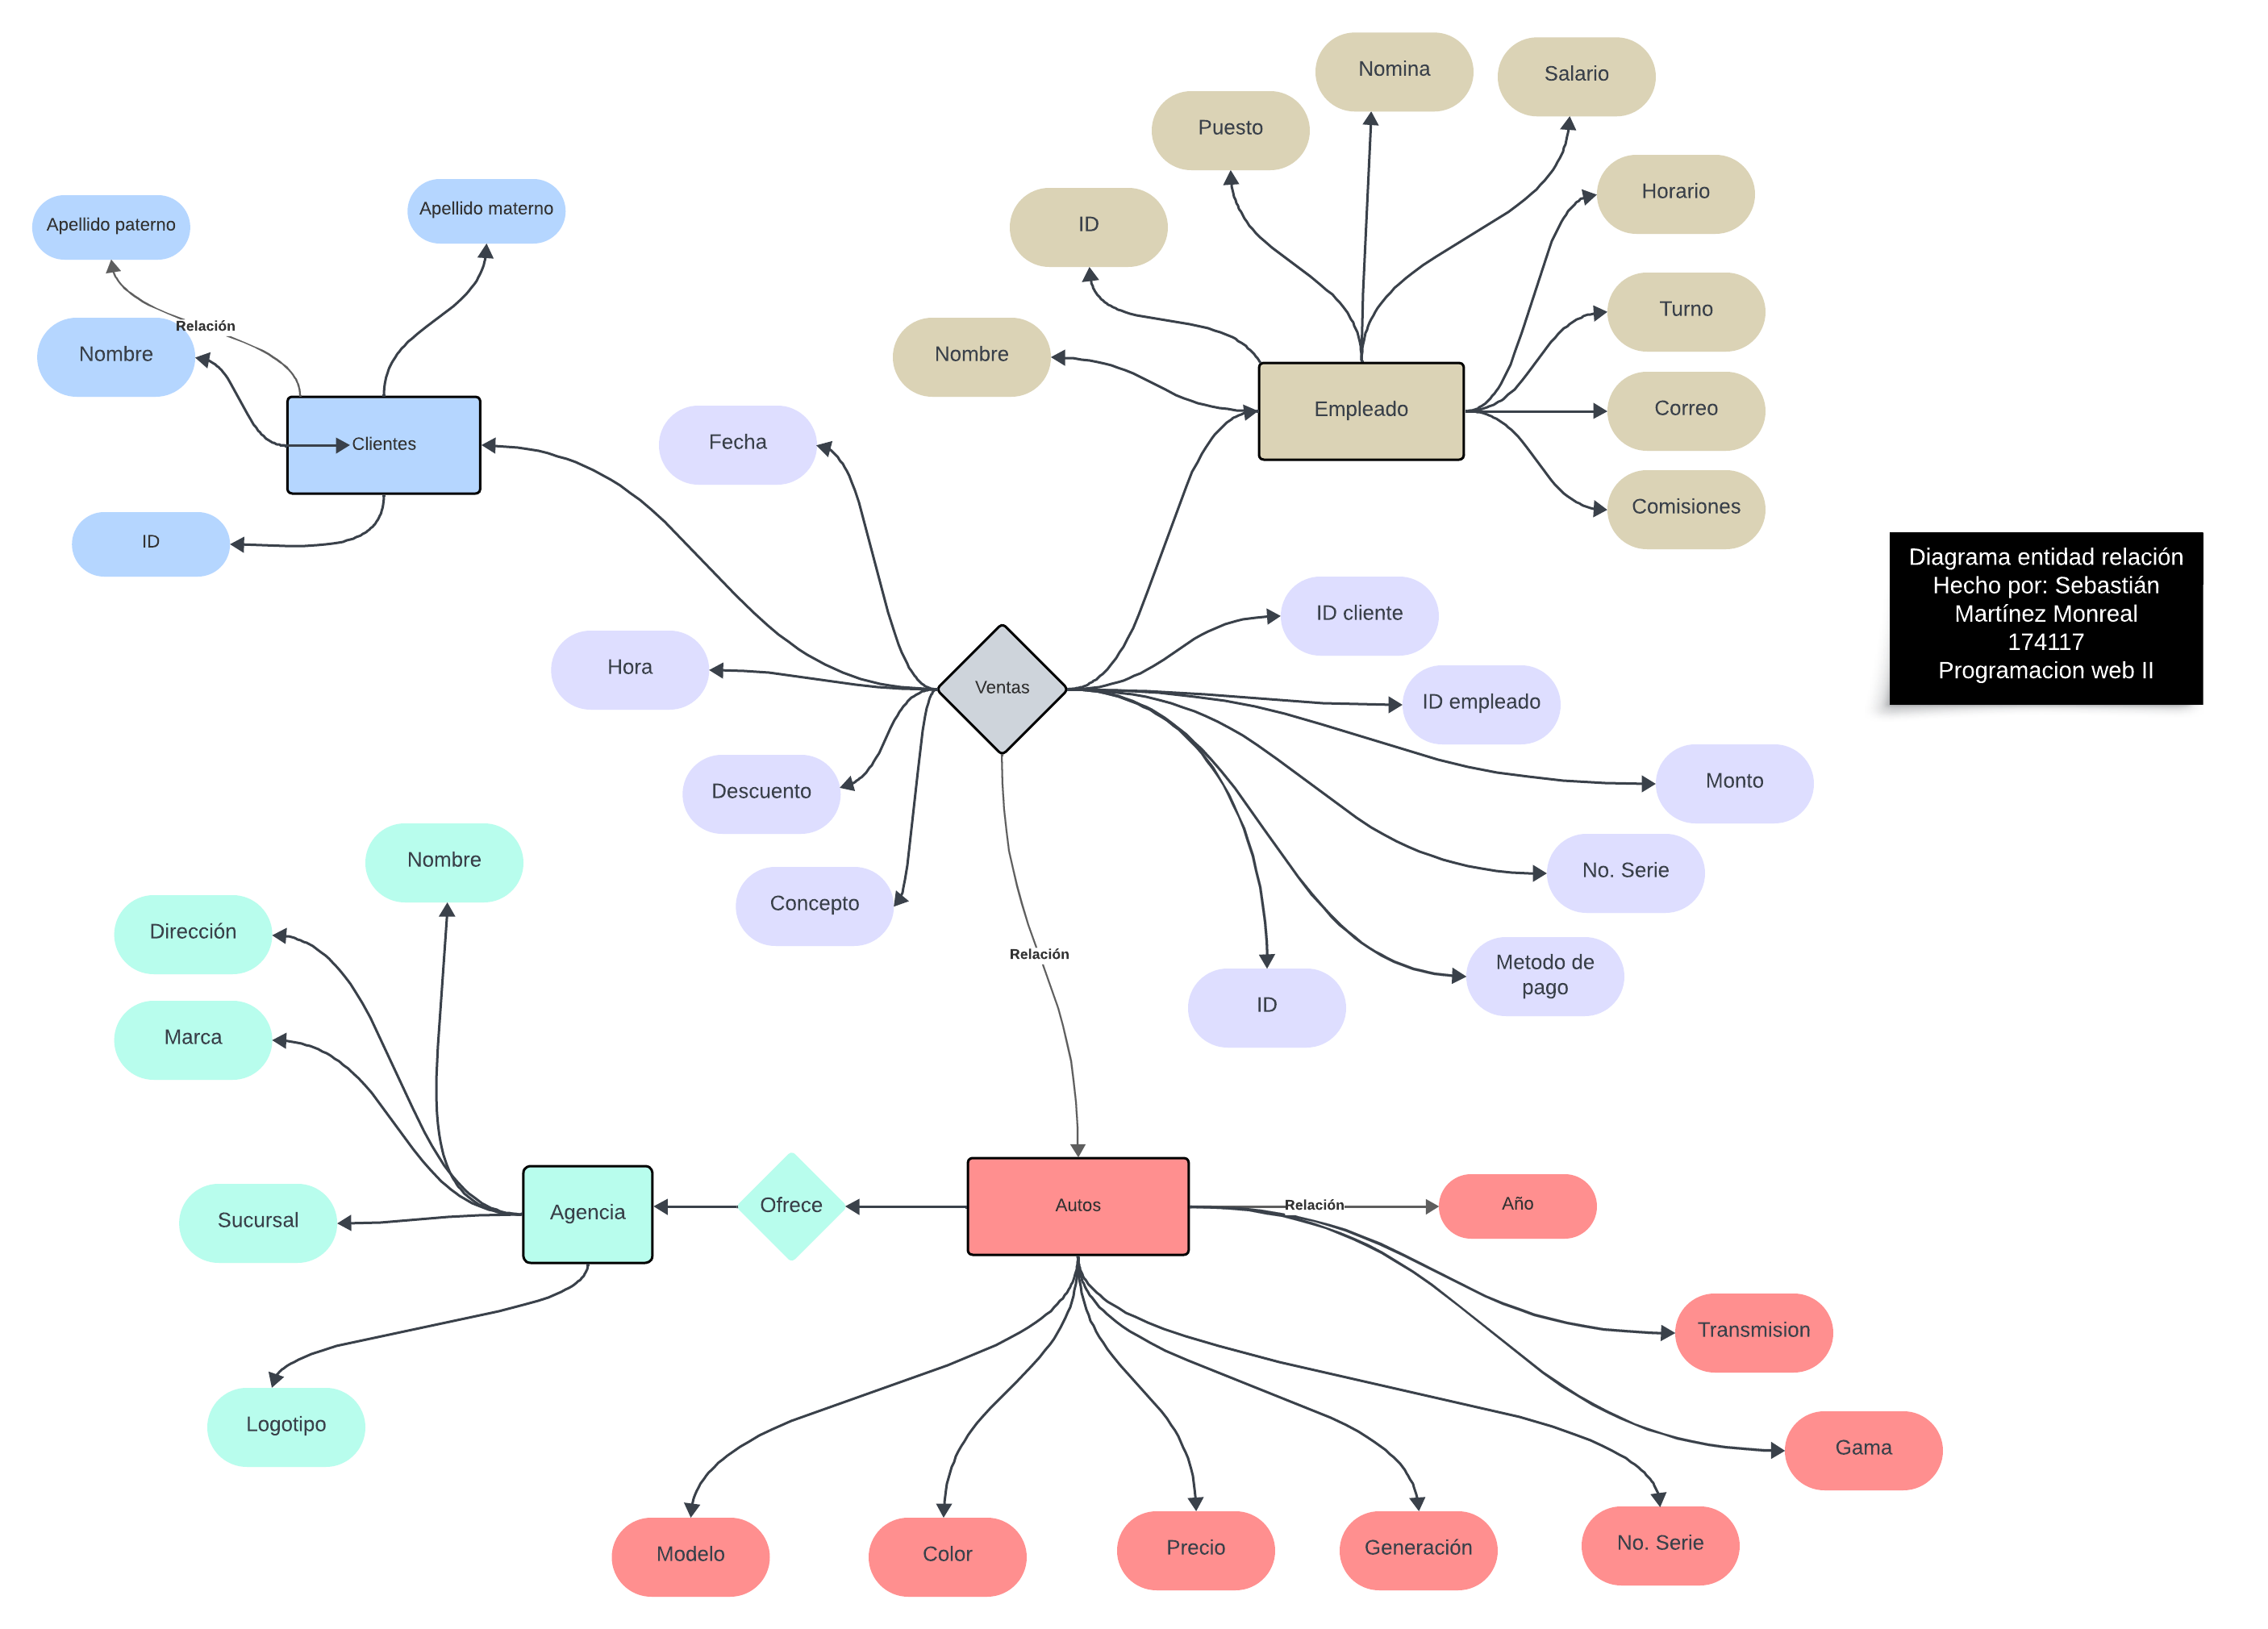 Nomina
Salario
Puesto
Horario
Apellido materno
Apellido paterno
ID
Turno
Relación
Nombre
Nombre
Empleado
Correo
Fecha
Clientes
Comisiones
ID
Diagrama entidad relación
Hecho por: Sebastián
Martínez Monreal
174117
Programacion web II
ID cliente
Hora
Ventas
ID empleado
Monto
Descuento
Nombre
No. Serie
Concepto
Dirección
Relación
Metodo de
pago
ID
Marca
Año
Relación
Autos
Ofrece
Agencia
Sucursal
Transmision
Logotipo
Gama
No. Serie
Generación
Precio
Color
Modelo